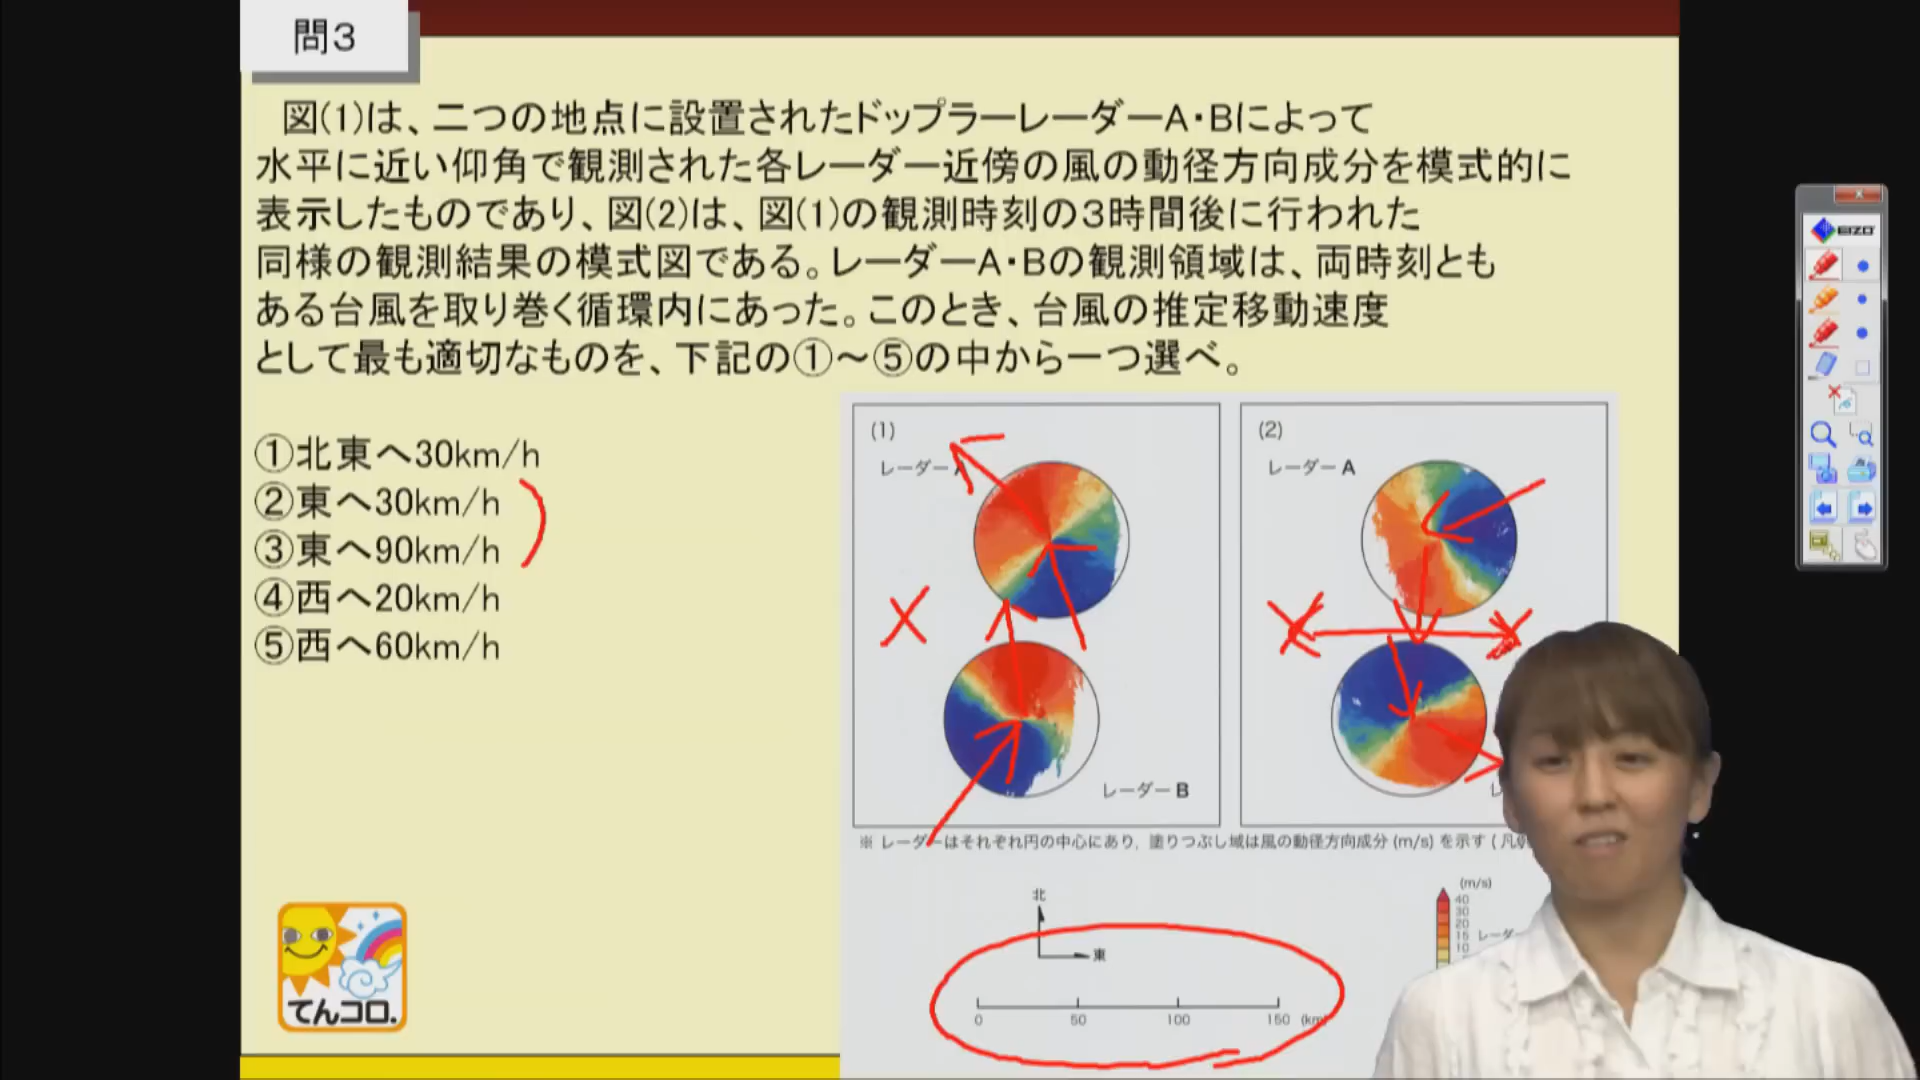 問3
図(1)は、二つの地点に設置されたドップラーレーダーA・Bによって
水平に近い仰角で観測された各レーダー近傍の風の動径方向成分を模式的に
表示したものであり、図(2)は、図(1)の観測時刻の3時間後に行われた
同様の観測結果の模式図である。レーダーA・Bの観測領域は、両時刻とも
ある台風を取り巻く循環内にあった。このとき、台風の推定移動速度
として最も適切なものを、下記の①～⑤の中から一つ選べ。
①北東へ30km/h
②東へ30km/h
③東へ90km/h
④西へ20km/h
⑤西へ60km/h
(1)
レーダー A
レーダー B
(2)
レーダー A
レ
※ レーダーはそれぞれ円の中心にあり, 塗りつぶし域は風の動径方向成分 (m/s) を示す ( 凡例
北
東
0 50 100 150 (km)
(m/s)
40
30
20
15 レーダー
10
てんコロ.
EIZO